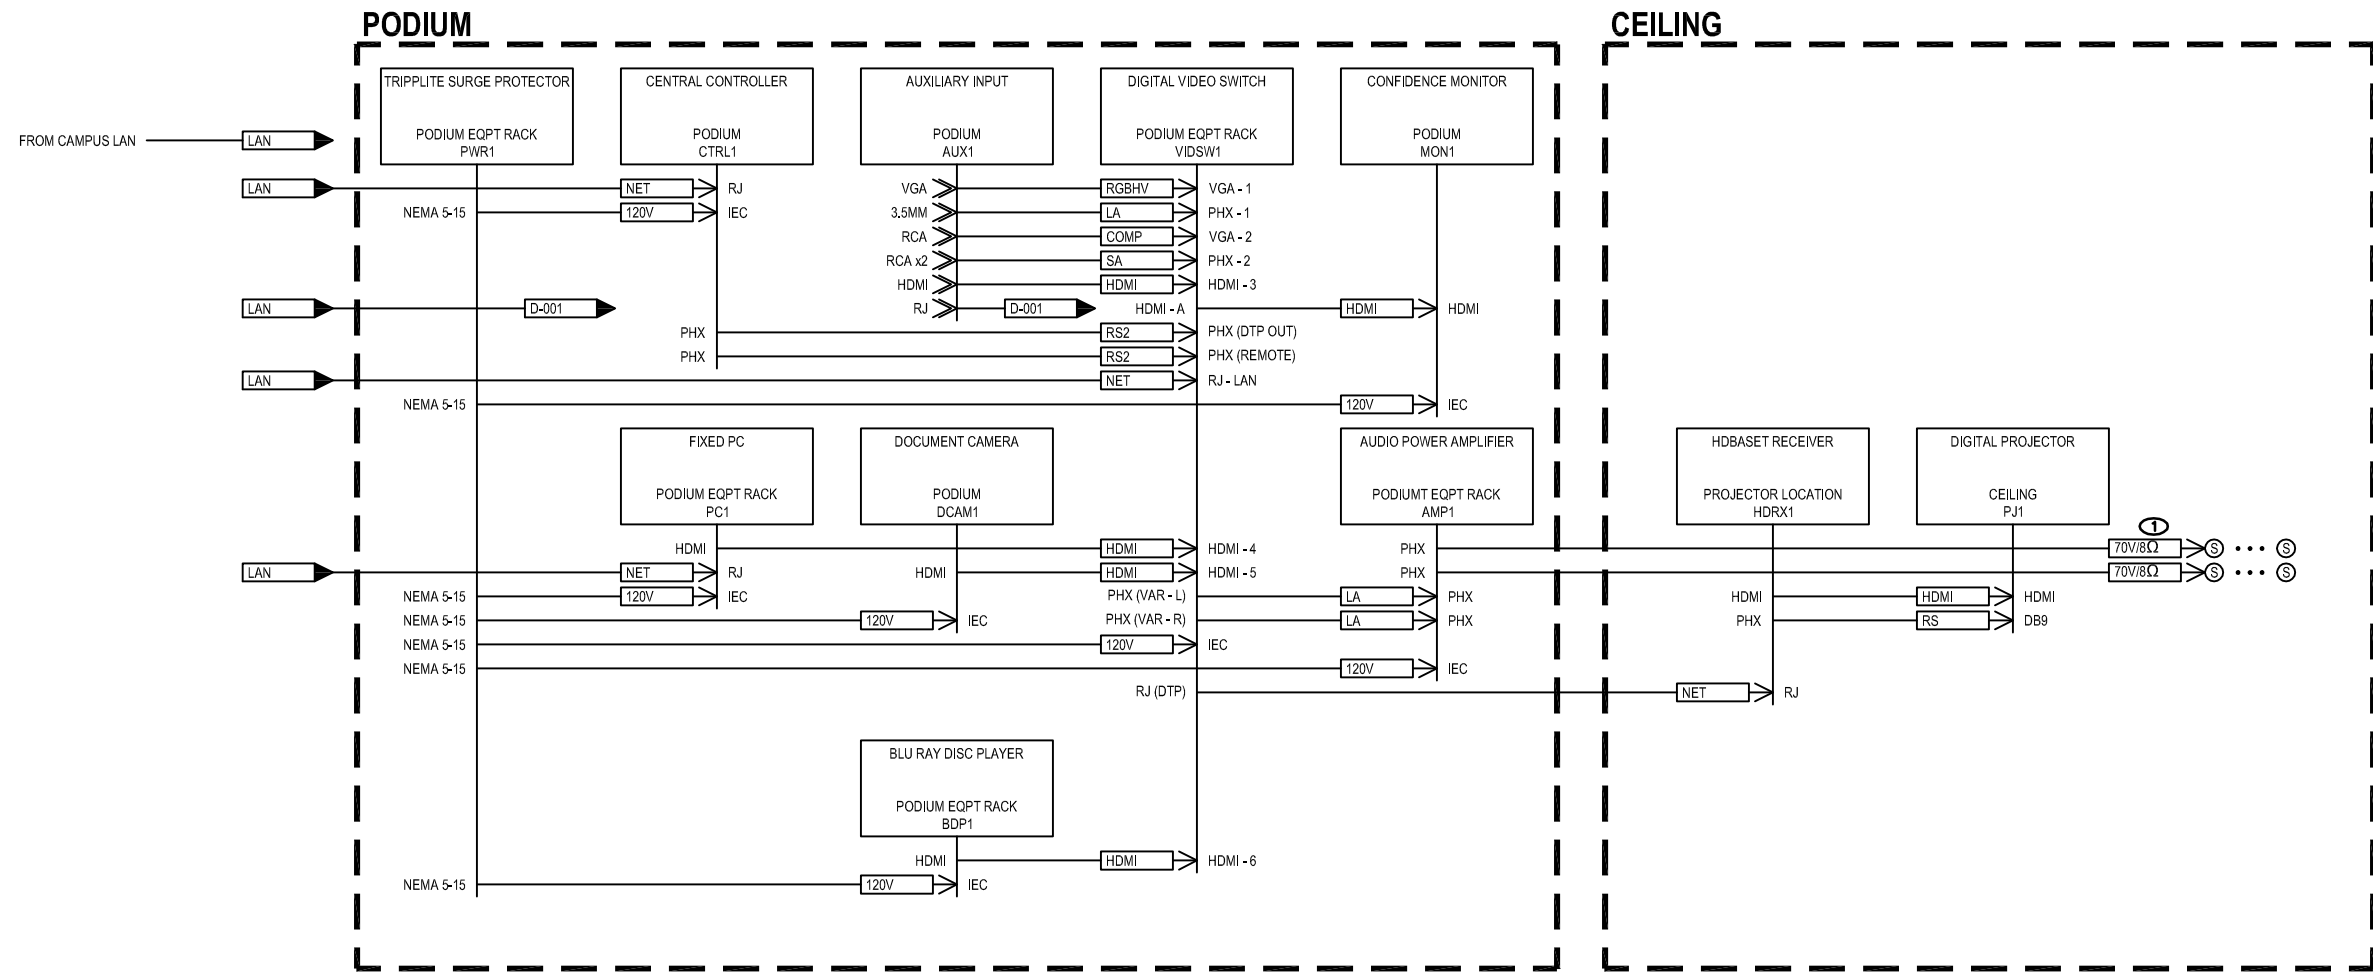 PODIUM
CEILING
TRIPPLITE SURGE PROTECTOR
PODIUM EQPT RACK
PWR1
CENTRAL CONTROLLER
PODIUM
CTRL1
AUXILIARY INPUT
PODIUM
AUX1
DIGITAL VIDEO SWITCH
PODIUM EQPT RACK
VIDSW1
CONFIDENCE MONITOR
PODIUM
MON1
FROM CAMPUS LAN LAN
LAN NET RJ VGA RGBHV VGA - 1
NEMA 5-15 120V IEC 3.5MM LA PHX - 1
RCA COMP VGA - 2
RCA x2 SA PHX - 2
HDMI HDMI HDMI - 3
LAN D-001 RJ D-001 HDMI - A HDMI HDMI
PHX RS2 PHX (DTP OUT)
PHX RS2 PHX (REMOTE)
LAN NET RJ - LAN
NEMA 5-15 120V IEC
FIXED PC
PODIUM EQPT RACK
PC1
DOCUMENT CAMERA
PODIUM
DCAM1
AUDIO POWER AMPLIFIER
PODIUMT EQPT RACK
AMP1
HDBASET RECEIVER
PROJECTOR LOCATION
HDRX1
DIGITAL PROJECTOR
CEILING
PJ1
1
HDMI HDMI HDMI - 4 PHX 70V/8Ω S • • • S
LAN NET RJ HDMI HDMI HDMI - 5 PHX 70V/8Ω S • • • S
NEMA 5-15 120V IEC PHX (VAR - L) LA PHX HDMI HDMI HDMI
NEMA 5-15 120V IEC PHX (VAR - R) LA PHX PHX RS DB9
NEMA 5-15 120V IEC
NEMA 5-15 120V IEC
RJ (DTP) NET RJ
BLU RAY DISC PLAYER
PODIUM EQPT RACK
BDP1
HDMI HDMI HDMI - 6
NEMA 5-15 120V IEC